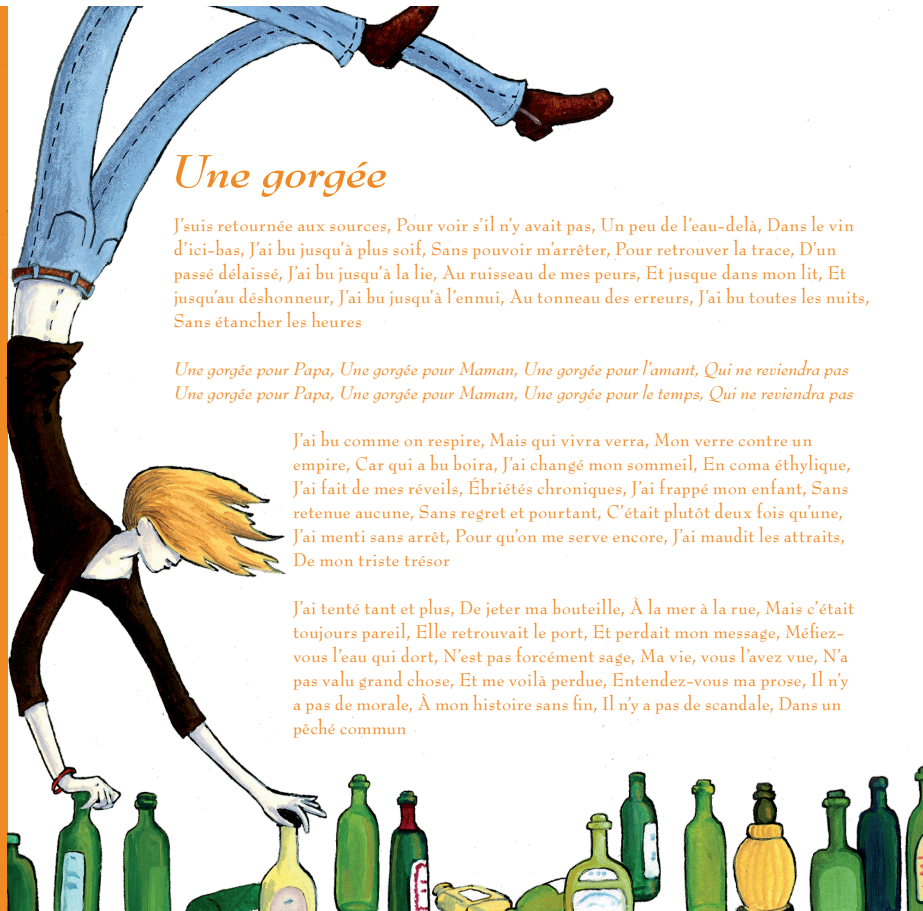 Une gorgée
J'suis retournée aux sources, Pour voir s'il n'y avait pas, Un peu de l'eau-delà, Dans le vin
d'ici-bas, J'ai bu jusqu'à plus soif, Sans pouvoir m'arrêter, Pour retrouver la trace, D'un
passé délaissé, J'ai bu jusqu'à la lie, Au ruisseau de mes peurs, Et jusque dans mon lit, Et
jusqu'au déshonneur, J'ai bu jusqu'à l'ennui, Au tonneau des erreurs, J'ai bu toutes les nuits,
Sans étancher les heures
Une gorgée pour Papa, Une gorgée pour Maman, Une gorgée pour l'amant, Qui ne reviendra pas
Une gorgée pour Papa, Une gorgée pour Maman, Une gorgée pour le temps, Qui ne reviendra pas
J'ai bu comme on respire, Mais qui vivra verra, Mon verre contre un
empire, Car qui a bu boira, J'ai changé mon sommeil, En coma éthylique,
J'ai fait de mes réveils, Ébriétés chroniques, J'ai frappé mon enfant, Sans
retenue aucune, Sans regret et pourtant, C'était plutôt deux fois qu'une,
J'ai menti sans arrêt, Pour qu'on me serve encore, J'ai maudit les attraits,
De mon triste trésor
J'ai tenté tant et plus, De jeter ma bouteille, À la mer à la rue, Mais c'était
toujours pareil, Elle retrouvait le port, Et perdait mon message, Méfiez-
vous l'eau qui dort, N'est pas forcément sage, Ma vie, vous l'avez vue, N'a
pas valu grand chose, Et me voilà perdue, Entendez-vous ma prose, Il n'y
a pas de morale, À mon histoire sans fin, Il n'y a pas de scandale, Dans un
pêché commun